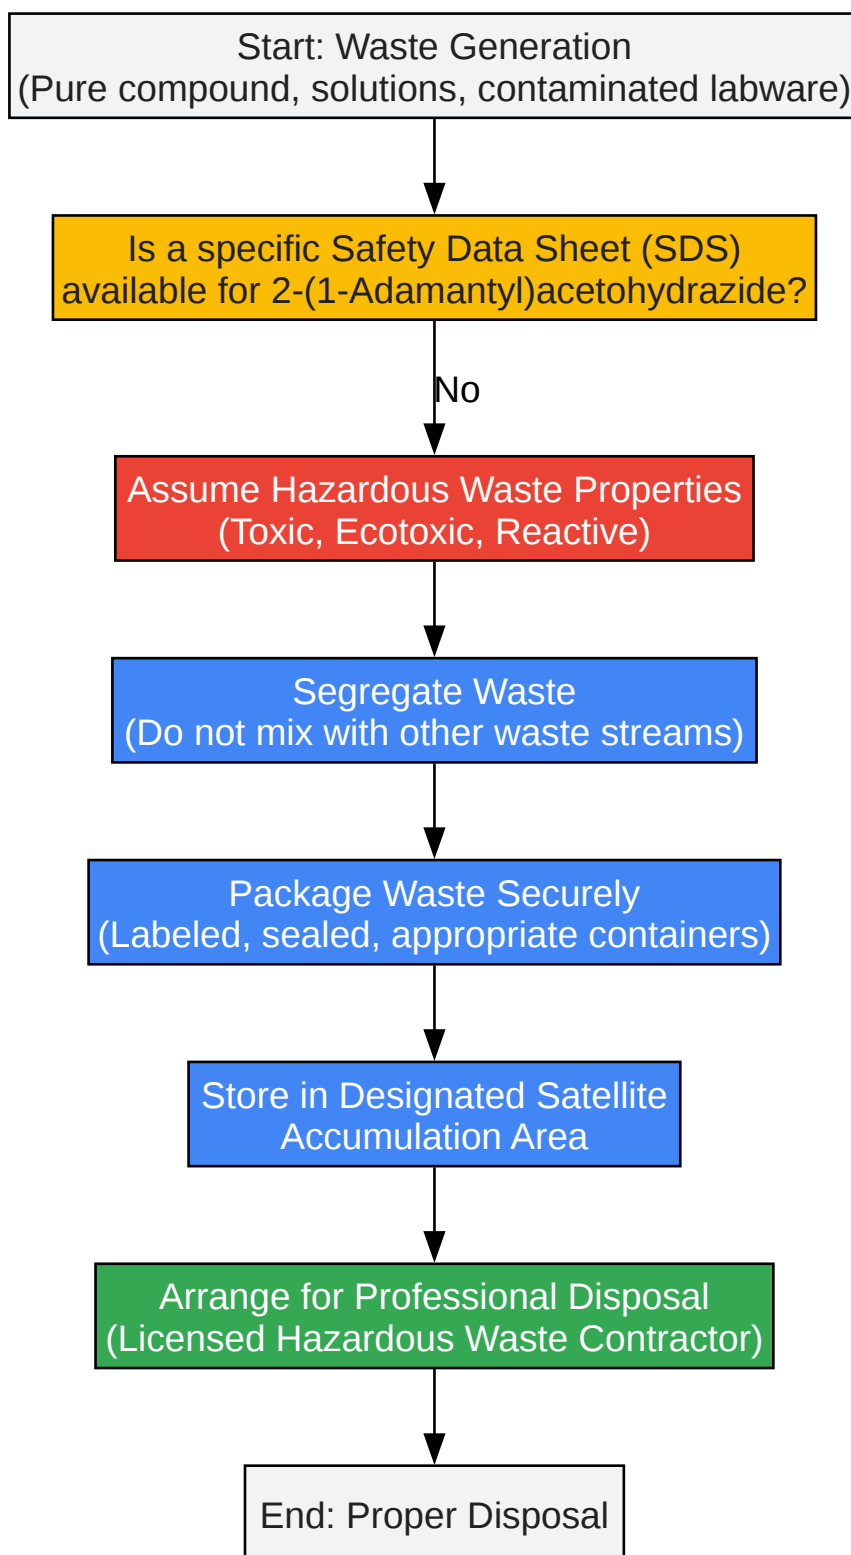 Start: Waste Generation
(Pure compound, solutions, contaminated labware)
Is a specific Safety Data Sheet (SDS)
available for 2-(1-Adamantyl)acetohydrazide?
No
Assume Hazardous Waste Properties
(Toxic, Ecotoxic, Reactive)
Segregate Waste
(Do not mix with other waste streams)
Package Waste Securely
(Labeled, sealed, appropriate containers)
Store in Designated Satellite
Accumulation Area
Arrange for Professional Disposal
(Licensed Hazardous Waste Contractor)
End: Proper Disposal